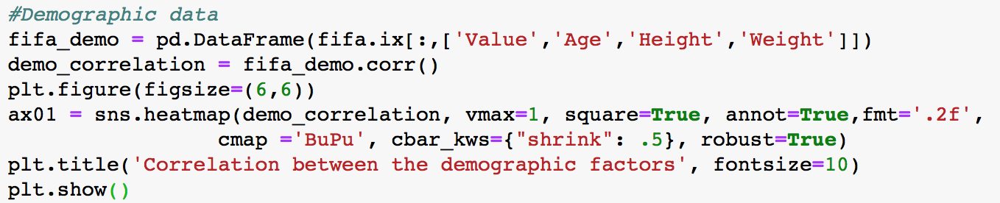 #Demographic data
fifa_demo = pd.DataFrame(fifa.ix[:,['Value','Age','Height','Weight']])
demo_correlation = fifa_demo.corr()
plt.figure(figsize=(6,6))
ax01 = sns.heatmap(demo_correlation, vmax=1, square=True, annot=True,fmt='.2f',
                 cmap ='BuPu', cbar_kws={"shrink": .5}, robust=True)
plt.title('Correlation between the demographic factors', fontsize=10)
plt.show()